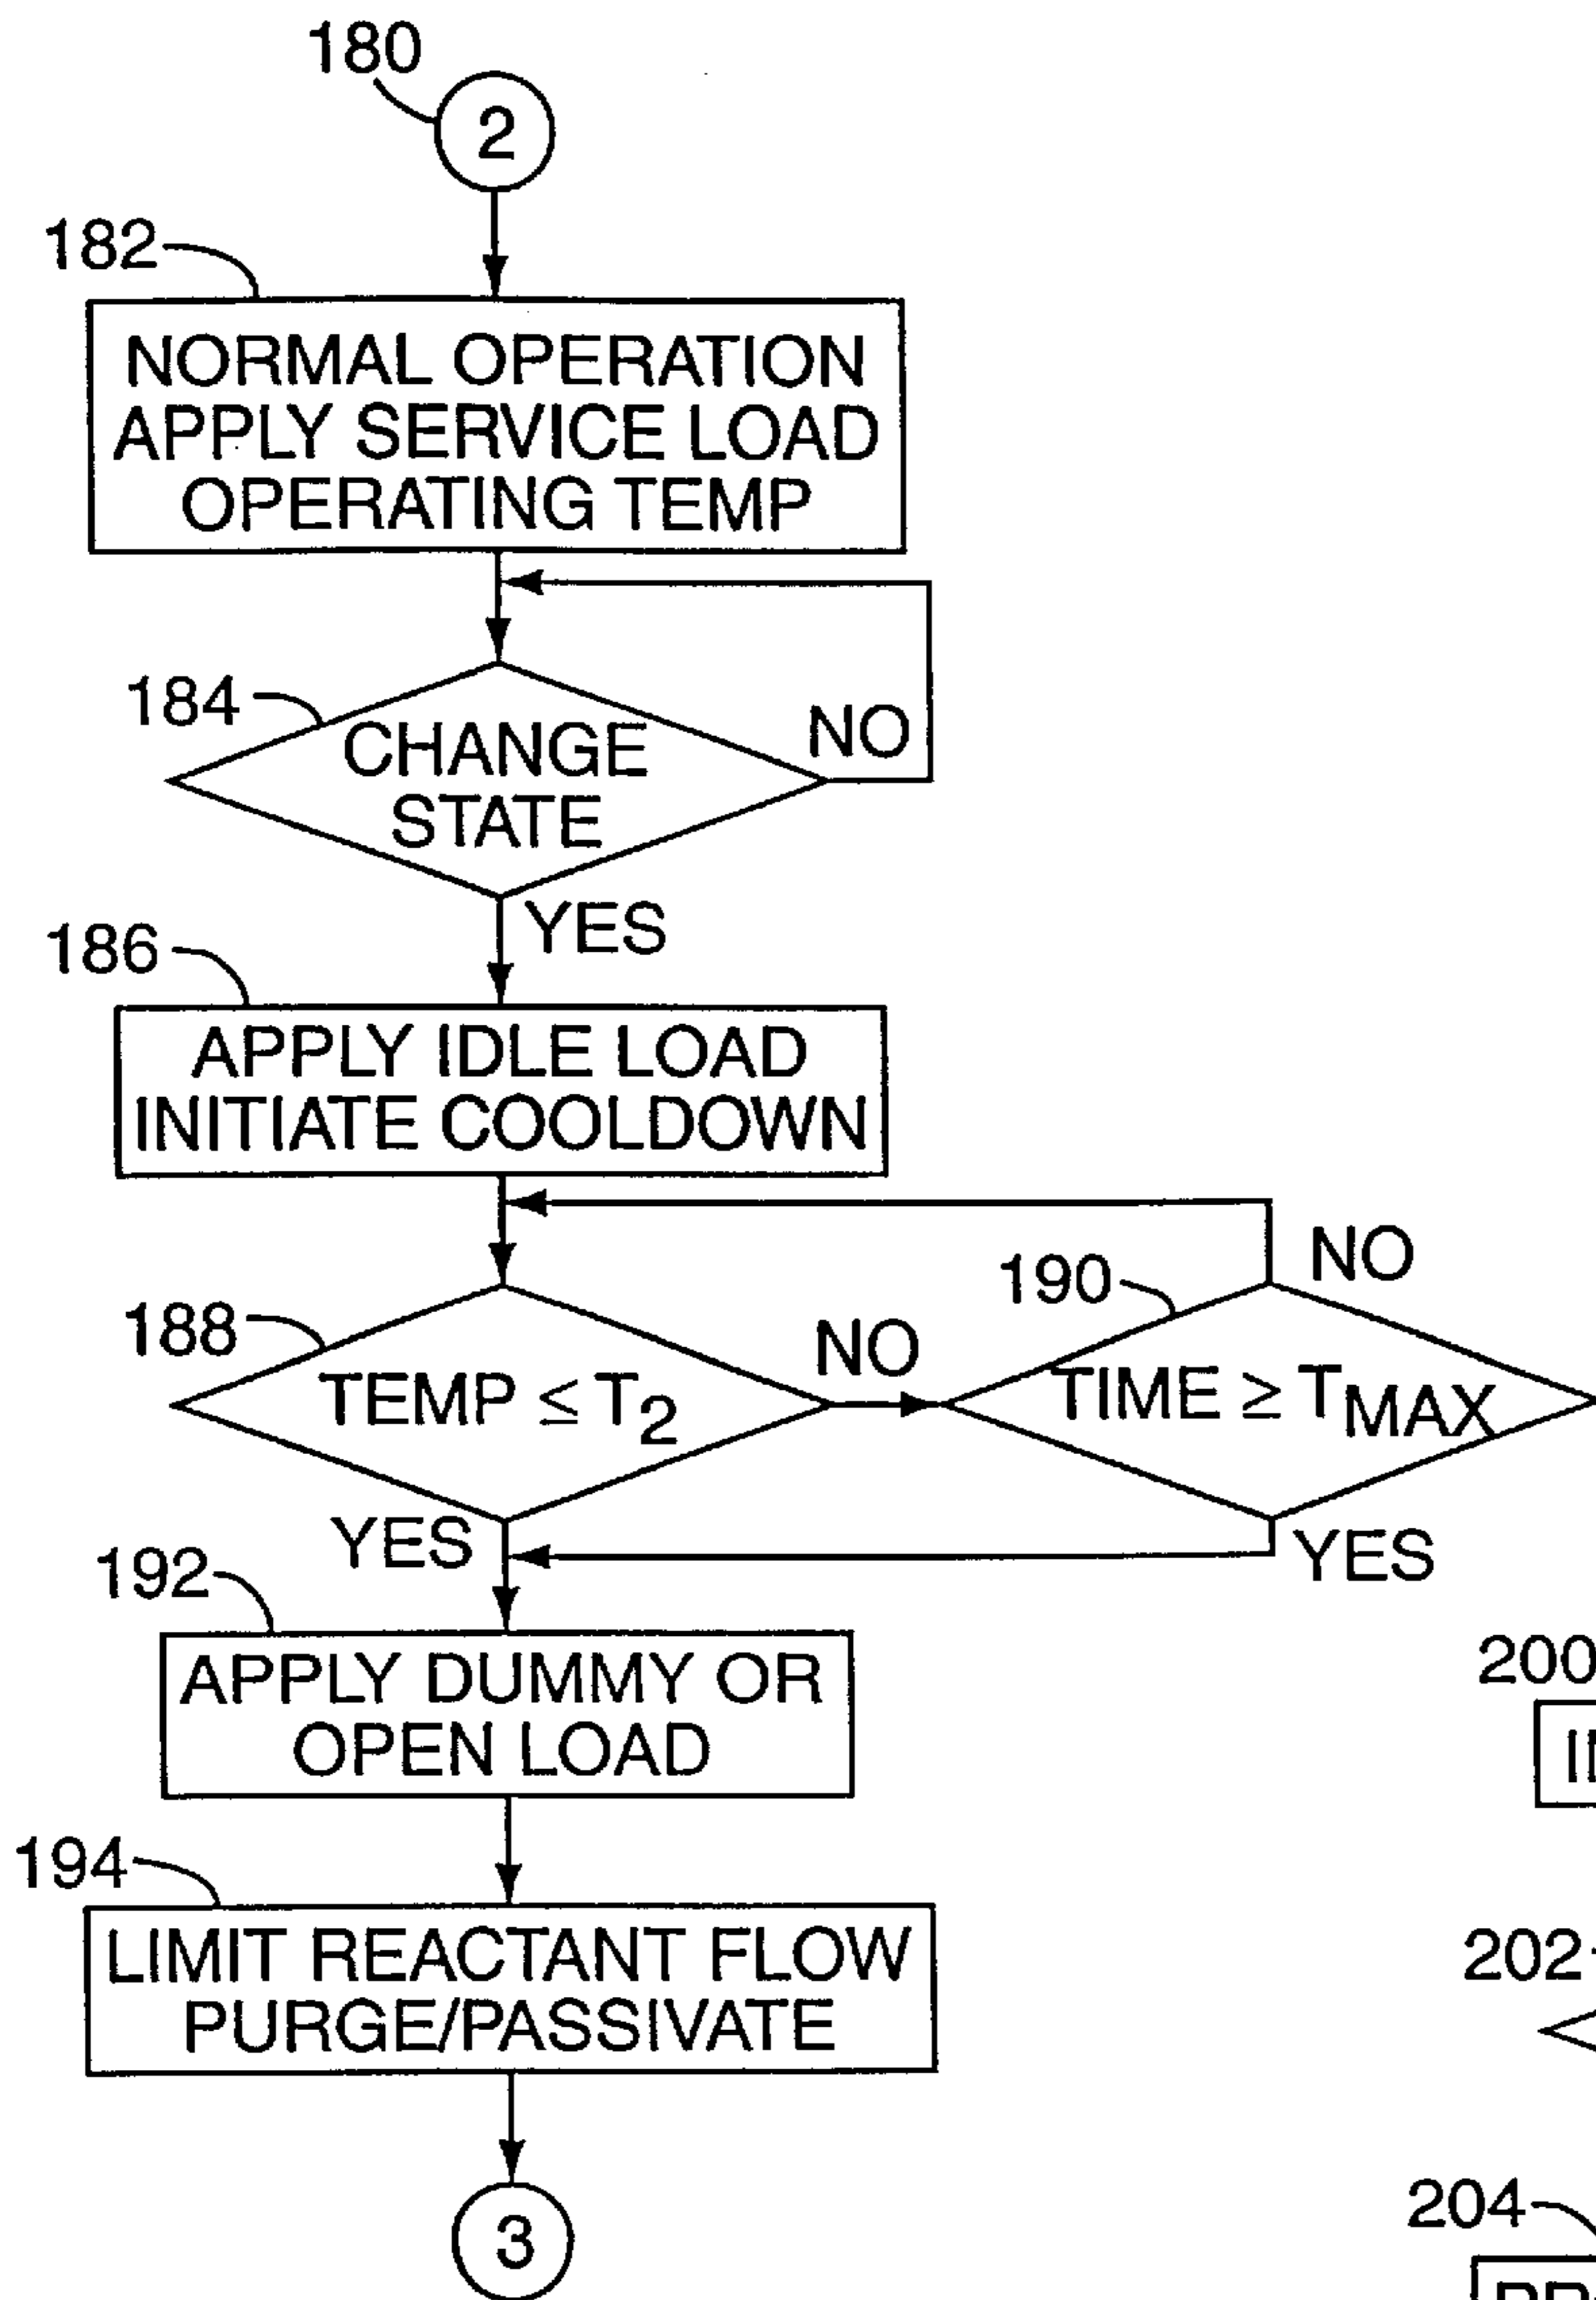 180
2
182
NORMAL OPERATION
APPLY SERVICE LOAD
OPERATING TEMP
184
CHANGE
STATE
NO
YES
186
APPLY IDLE LOAD
INITIATE COOLDOWN
188
TEMP ≤ T2
NO
190
TIME ≥ TMAX
NO
YES
YES
192
APPLY DUMMY OR
OPEN LOAD
194
LIMIT REACTANT FLOW
PURGE/PASSIVATE
3
200
202
204